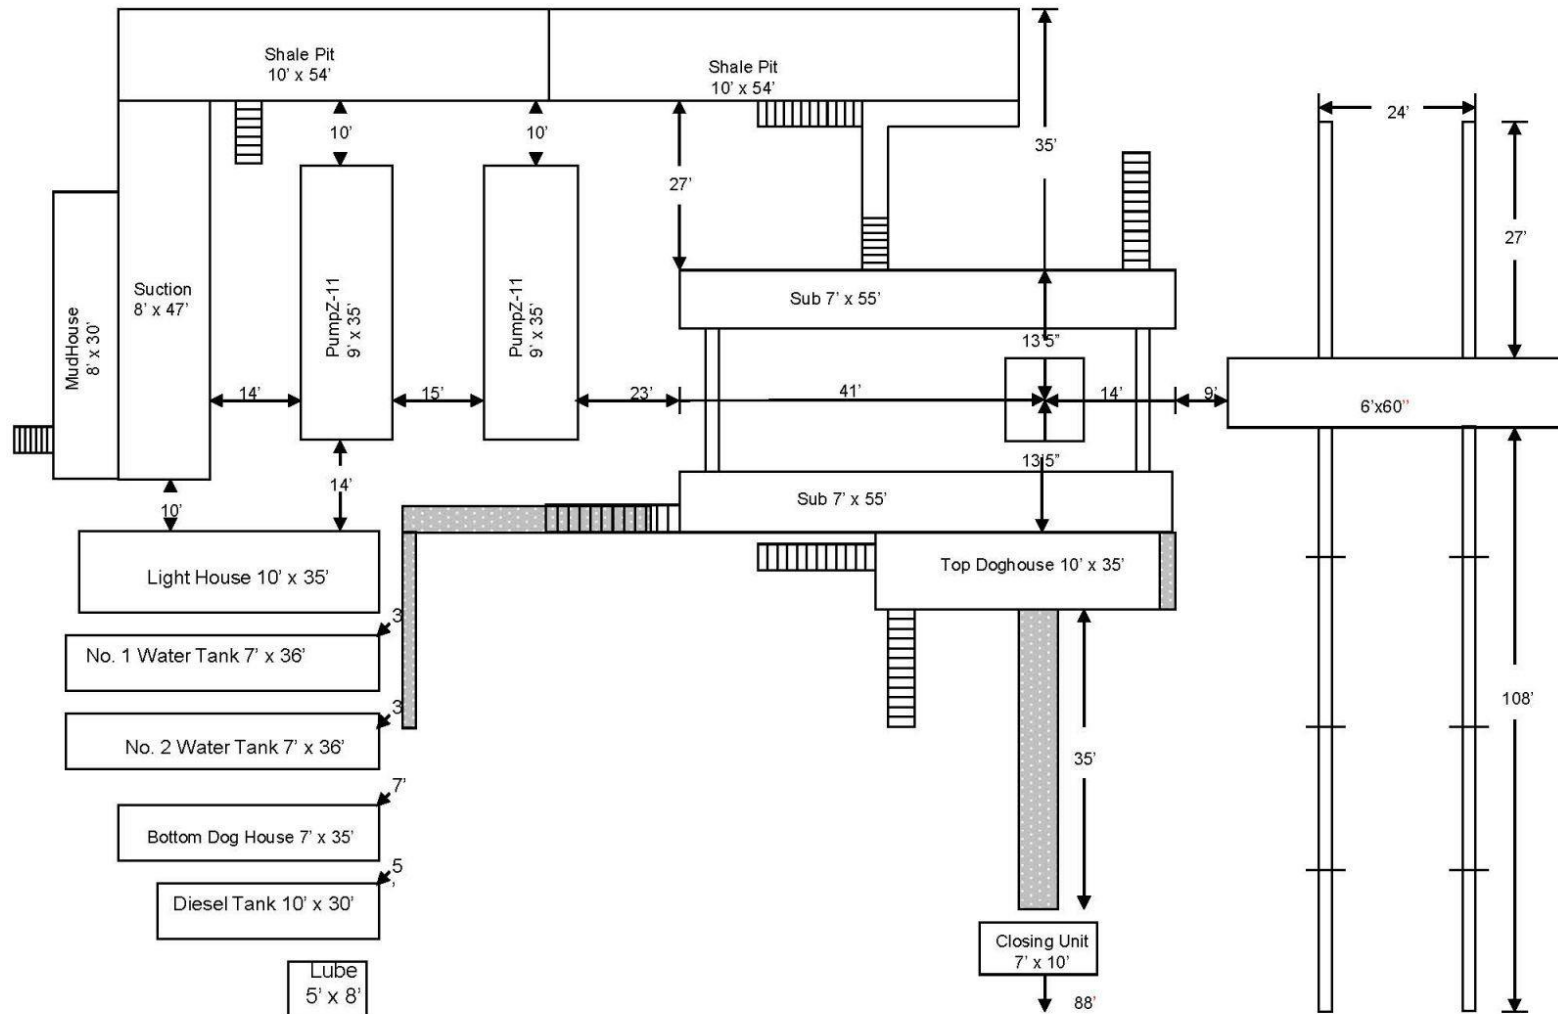 Shale Pit
10' x 54'
Shale Pit
10' x 54'
24'
10'
10'
35'
27'
27'
MudHouse
8' x 30'
Suction
8' x 47'
PumpZ-11
9' x 35'
PumpZ-11
9' x 35'
Sub 7' x 55'
13'5"
14'
15'
23'
41'
14'
9'
6'x60"
13'5"
14'
10'
Sub 7' x 55'
Light House 10' x 35'
Top Doghouse 10' x 35'
3
No. 1 Water Tank 7' x 36'
3
No. 2 Water Tank 7' x 36'
108'
35'
7'
Bottom Dog House 7' x 35'
5
'
Diesel Tank 10' x 30'
Closing Unit
7' x 10'
88'
Lube
5' x 8'